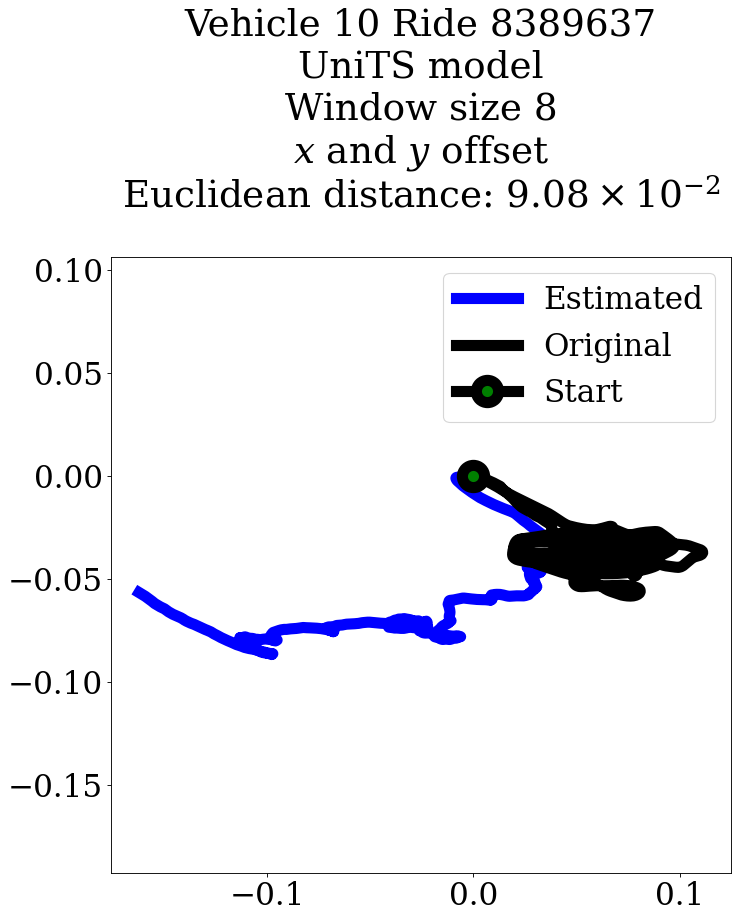 Vehicle 10 Ride 8389637
UniTS model
Window size 8
x and y offset
Euclidean distance: 9.08 × 10⁻²
Estimated
Original
Start
0.10
0.05
0.00
−0.05
−0.10
−0.15
−0.1
0.0
0.1